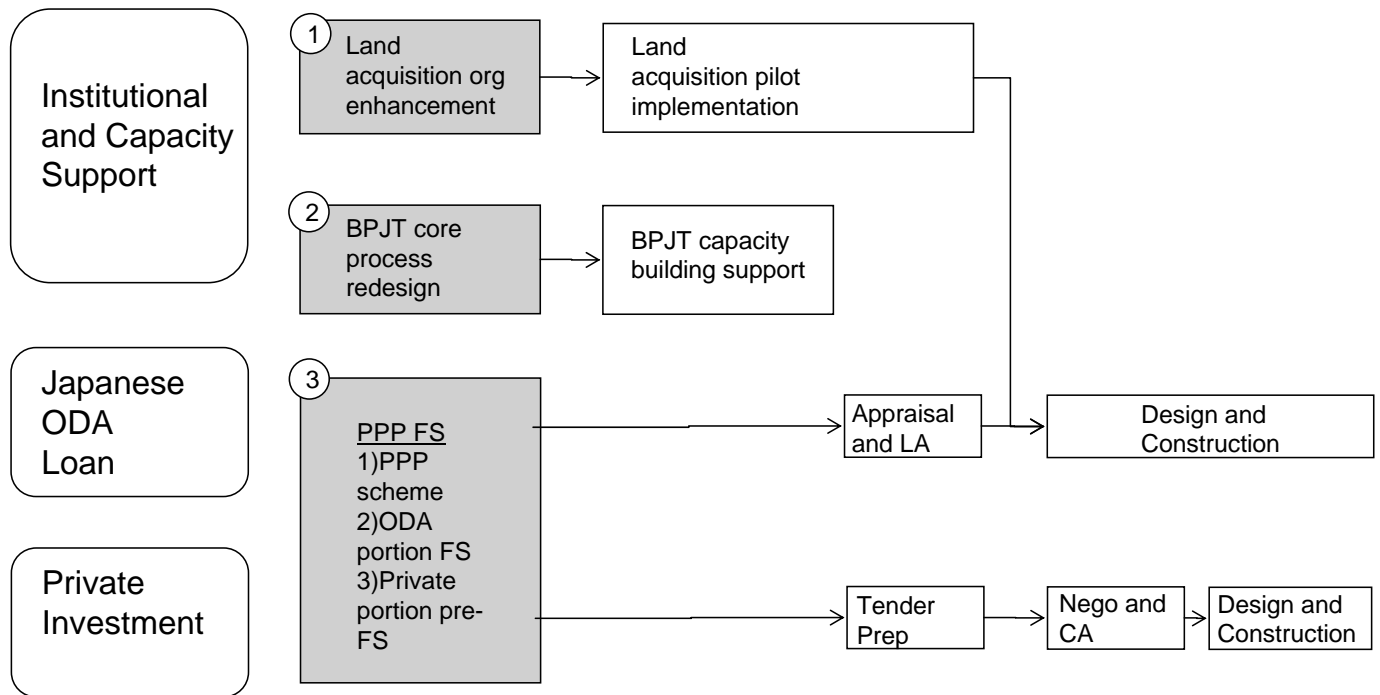 Institutional
and Capacity
Support
1
Land
acquisition org
enhancement
Land
acquisition pilot
implementation
2
BPJT core
process
redesign
BPJT capacity
building support
Japanese
ODA
Loan
3
PPP FS
1)PPP
scheme
2)ODA
portion FS
3)Private
portion pre-
FS
Appraisal
and LA
Design and
Construction
Private
Investment
Tender
Prep
Nego and
CA
Design and
Construction